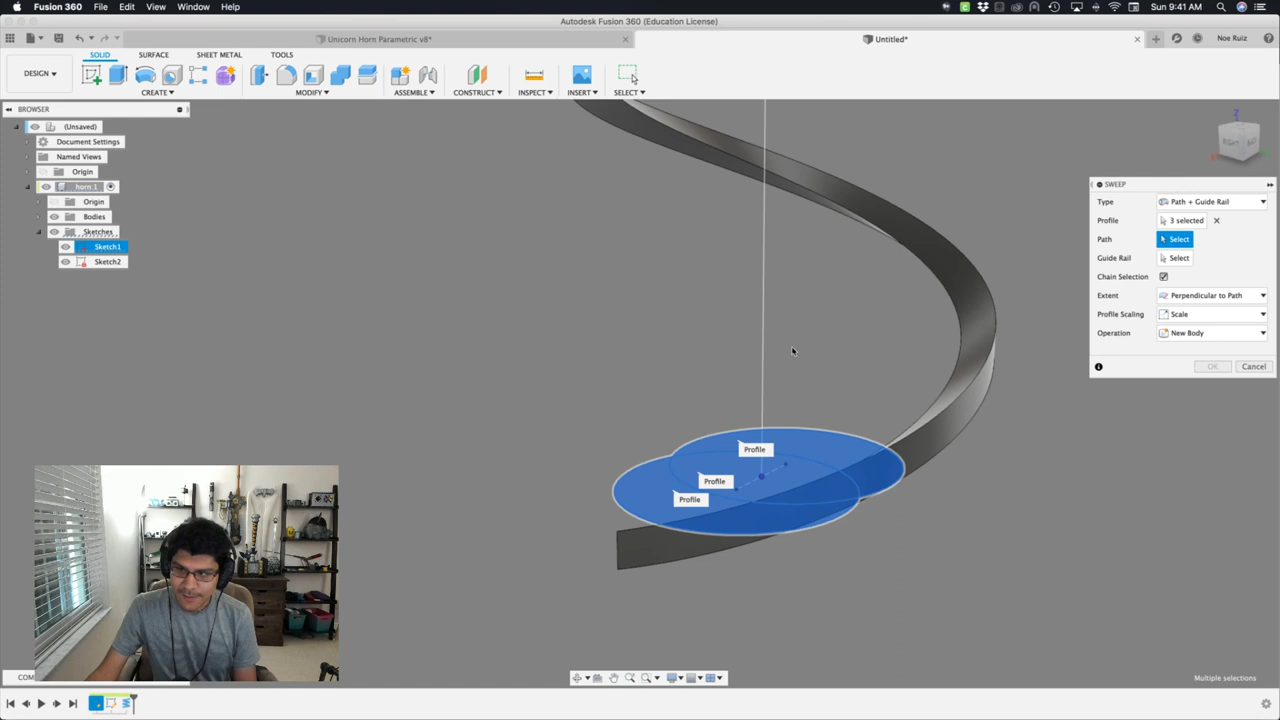 Fusion 360 File Edit View Window Help
Sun 9:41 AM
Autodesk Fusion 360 (Education License)
Unicorn Horn Parametric v8*
Untitled*
Noe Ruiz
SOLID SURFACE SHEET METAL TOOLS
DESIGN
CREATE MODIFY ASSEMBLE CONSTRUCT INSPECT INSERT SELECT
BROWSER
(Unsaved)
Document Settings
Named Views
Origin
horn:1
Origin
Bodies
Sketches
Sketch1
Sketch2
SWEEP
Type Path + Guide Rail
Profile 3 selected
Path Select
Guide Rail Select
Chain Selection
Extent Perpendicular to Path
Profile Scaling Scale
Operation New Body
OK Cancel
Profile
Profile
Profile
COM
Multiple selections